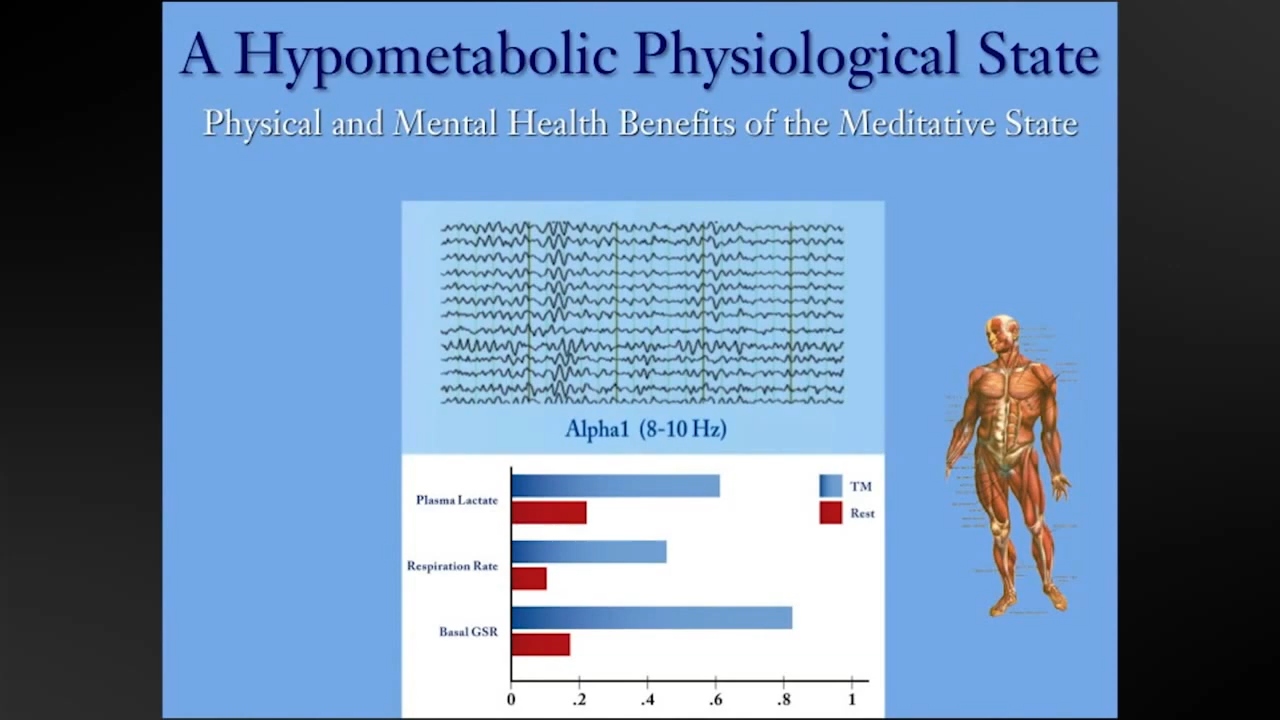 A Hypometabolic Physiological State
Physical and Mental Health Benefits of the Meditative State
Alpha1 (8-10 Hz)
Plasma Lactate
Respiration Rate
Basal GSR
TM
Rest
0 .2 .4 .6 .8 1